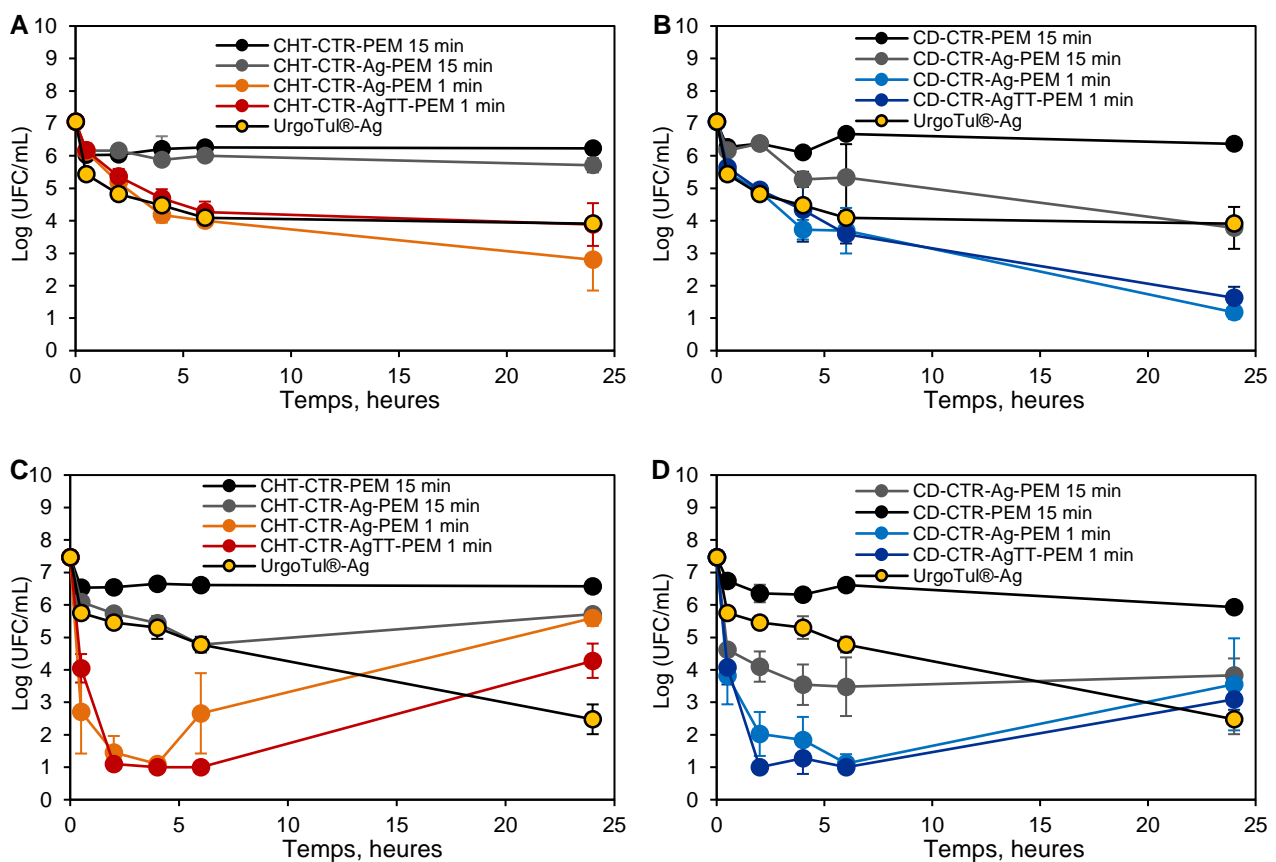 A
10
9
8
7
6
5
4
3
2
1
0
Log (UFC/mL)
CHT-CTR-PEM 15 min
CHT-CTR-Ag-PEM 15 min
CHT-CTR-Ag-PEM 1 min
CHT-CTR-AgTT-PEM 1 min
UrgoTul®-Ag
0 5 10 15 20 25
Temps, heures
B
10
9
8
7
6
5
4
3
2
1
0
Log (UFC/mL)
CD-CTR-PEM 15 min
CD-CTR-Ag-PEM 15 min
CD-CTR-Ag-PEM 1 min
CD-CTR-AgTT-PEM 1 min
UrgoTul®-Ag
0 5 10 15 20 25
Temps, heures
C
10
9
8
7
6
5
4
3
2
1
0
Log (UFC/mL)
CHT-CTR-PEM 15 min
CHT-CTR-Ag-PEM 15 min
CHT-CTR-Ag-PEM 1 min
CHT-CTR-AgTT-PEM 1 min
UrgoTul®-Ag
0 5 10 15 20 25
Temps, heures
D
10
9
8
7
6
5
4
3
2
1
0
Log (UFC/mL)
CD-CTR-Ag-PEM 15 min
CD-CTR-PEM 15 min
CD-CTR-Ag-PEM 1 min
CD-CTR-AgTT-PEM 1 min
UrgoTul®-Ag
0 5 10 15 20 25
Temps, heures